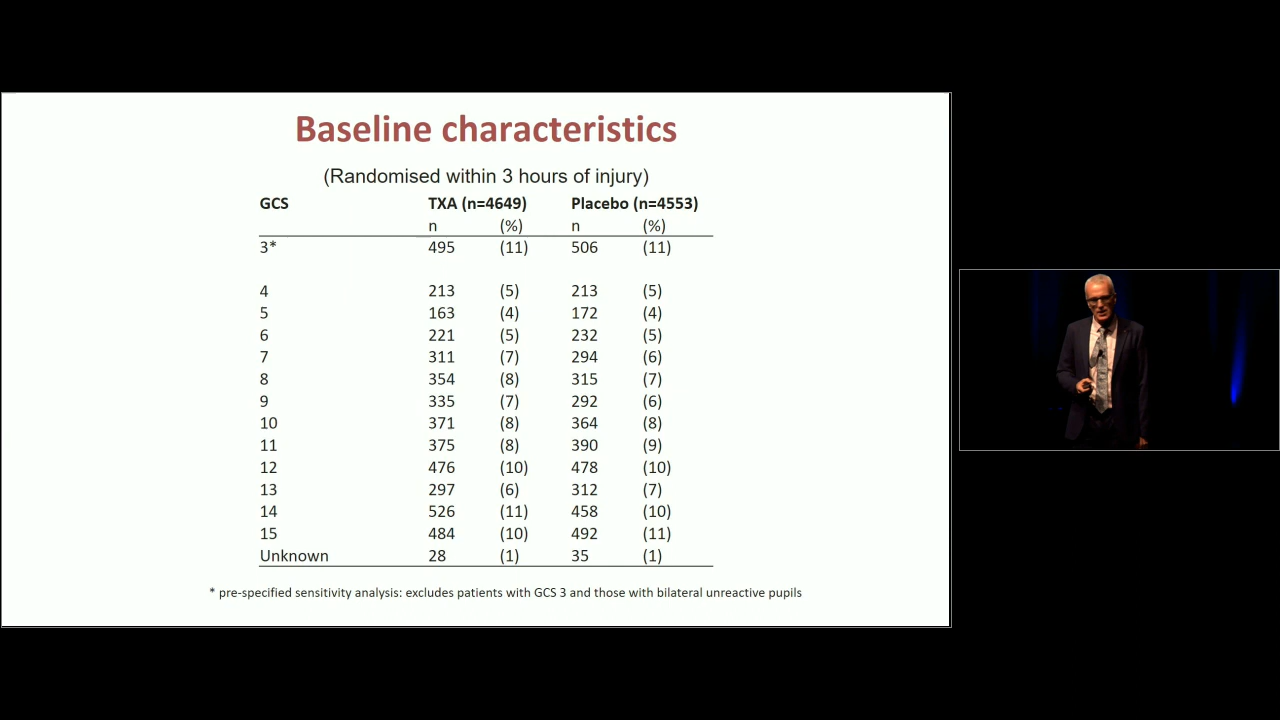 Baseline characteristics
(Randomised within 3 hours of injury)
GCS TXA (n=4649) Placebo (n=4553)
n (%) n (%)
3* 495 (11) 506 (11)
4 213 (5) 213 (5)
5 163 (4) 172 (4)
6 221 (5) 232 (5)
7 311 (7) 294 (6)
8 354 (8) 315 (7)
9 335 (7) 292 (6)
10 371 (8) 364 (8)
11 375 (8) 390 (9)
12 476 (10) 478 (10)
13 297 (6) 312 (7)
14 526 (11) 458 (10)
15 484 (10) 492 (11)
Unknown 28 (1) 35 (1)
* pre-specified sensitivity analysis: excludes patients with GCS 3 and those with bilateral unreactive pupils